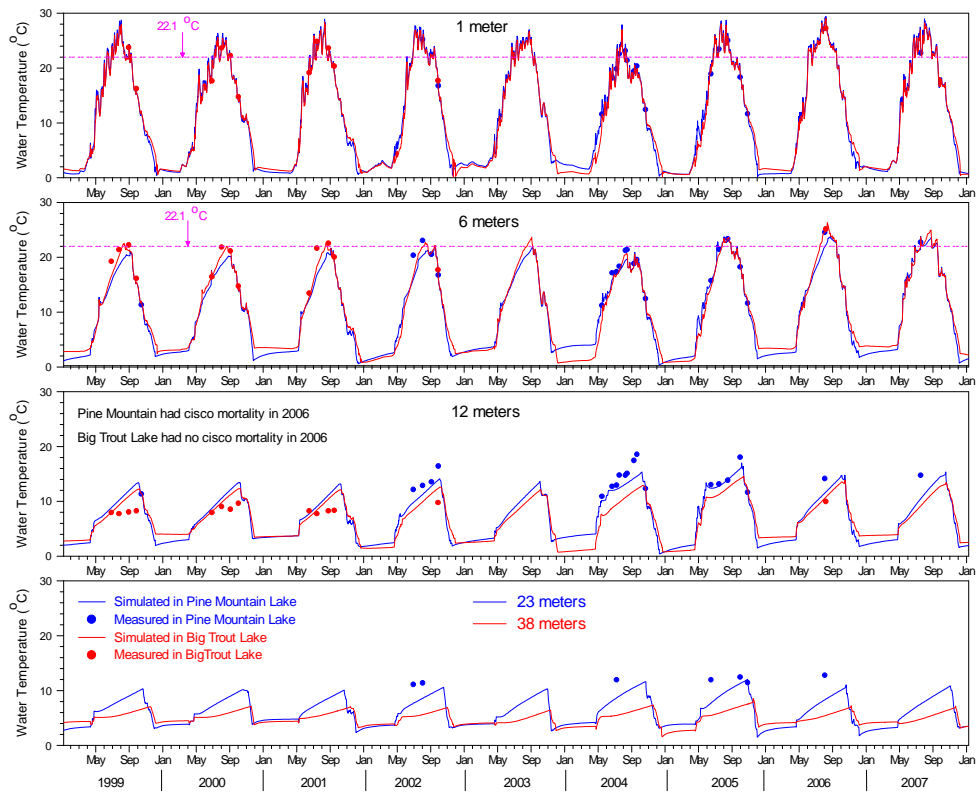 30
20
10
0
Water Temperature (°C)
22.1 °C
1 meter
May Sep Jan May Sep Jan May Sep Jan May Sep Jan May Sep Jan May Sep Jan May Sep Jan May Sep Jan May Sep Jan
30
20
10
0
Water Temperature (°C)
22.1 °C
6 meters
May Sep Jan May Sep Jan May Sep Jan May Sep Jan May Sep Jan May Sep Jan May Sep Jan May Sep Jan May Sep Jan
30
20
10
0
Water Temperature (°C)
Pine Mountain had cisco mortality in 2006
12 meters
Big Trout Lake had no cisco mortality in 2006
May Sep Jan May Sep Jan May Sep Jan May Sep Jan May Sep Jan May Sep Jan May Sep Jan May Sep Jan May Sep Jan
30
20
10
0
Water Temperature (°C)
Simulated in Pine Mountain Lake
23 meters
Measured in Pine Mountain Lake
38 meters
Simulated in Big Trout Lake
Measured in BigTrout Lake
May Sep Jan May Sep Jan May Sep Jan May Sep Jan May Sep Jan May Sep Jan May Sep Jan May Sep Jan May Sep Jan
1999 2000 2001 2002 2003 2004 2005 2006 2007